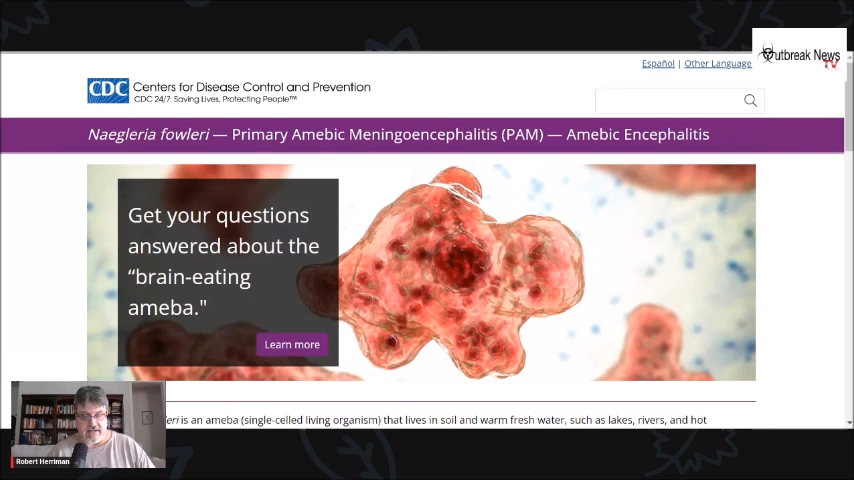 Outbreak News
TV
Español | Other Language
CDC Centers for Disease Control and Prevention
CDC 24/7: Saving Lives, Protecting People™
Naegleria fowleri — Primary Amebic Meningoencephalitis (PAM) — Amebic Encephalitis
Get your questions
answered about the
“brain-eating
ameba."
Learn more
is an ameba (single-celled living organism) that lives in soil and warm fresh water, such as lakes, rivers, and hot
Robert Herriman